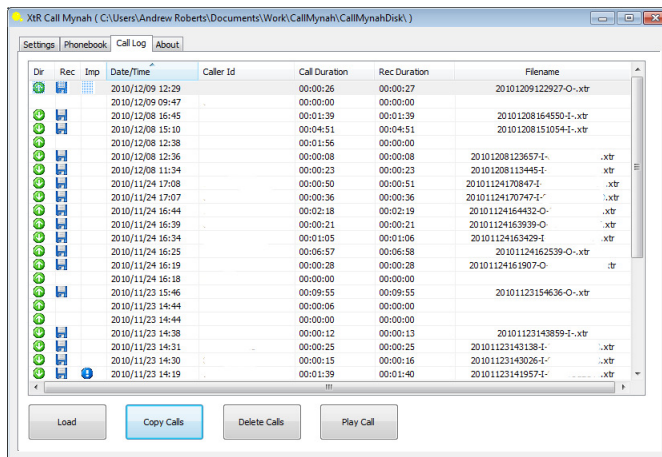 XtR Call Mynah ( C:\Users\Andrew Roberts\Documents\Work\CallMynah\CallMynahDisk\ )
Settings Phonebook Call Log About
Dir Rec Imp Date/Time Caller Id Call Duration Rec Duration Filename
2010/12/09 12:29 00:00:26 00:00:27 20101209122927-O-.xtr
2010/12/09 09:47 00:00:00 00:00:00
2010/12/08 16:45 00:01:39 00:01:39 20101208164550-I-.xtr
2010/12/08 15:10 00:04:51 00:04:51 20101208151054-I-.xtr
2010/12/08 12:38 00:01:56 00:00:00
2010/12/08 12:36 00:00:08 00:00:08 20101208123657-I- .xtr
2010/12/08 11:34 00:00:23 00:00:23 20101208113445-I- xtr
2010/11/24 17:08 00:00:50 00:00:51 20101124170847-I- .xtr
2010/11/24 17:07 00:00:36 00:00:36 20101124170747-I- .xtr
2010/11/24 16:44 00:02:18 00:02:19 20101124164432-O- .xtr
2010/11/24 16:39 00:00:21 00:00:21 20101124163939-O- .xtr
2010/11/24 16:34 00:01:05 00:01:06 20101124163429-I .xtr
2010/11/24 16:25 00:06:57 00:06:58 20101124162539-O-.xtr
2010/11/24 16:19 00:00:28 00:00:28 20101124161907-O- :tr
2010/11/24 16:18 00:00:00 00:00:00
2010/11/23 15:46 00:09:55 00:09:55 20101123154636-O-.xtr
2010/11/23 14:44 00:00:06 00:00:00
2010/11/23 14:44 00:00:00 00:00:00
2010/11/23 14:38 00:00:12 00:00:13 20101123143859-I-.xtr
2010/11/23 14:31 00:00:25 00:00:25 20101123143138-I- .xtr
2010/11/23 14:30 00:00:15 00:00:16 20101123143026-I- .xtr
2010/11/23 14:19 00:01:39 00:01:40 20101123141957-I- .xtr
Load Copy Calls Delete Calls Play Call